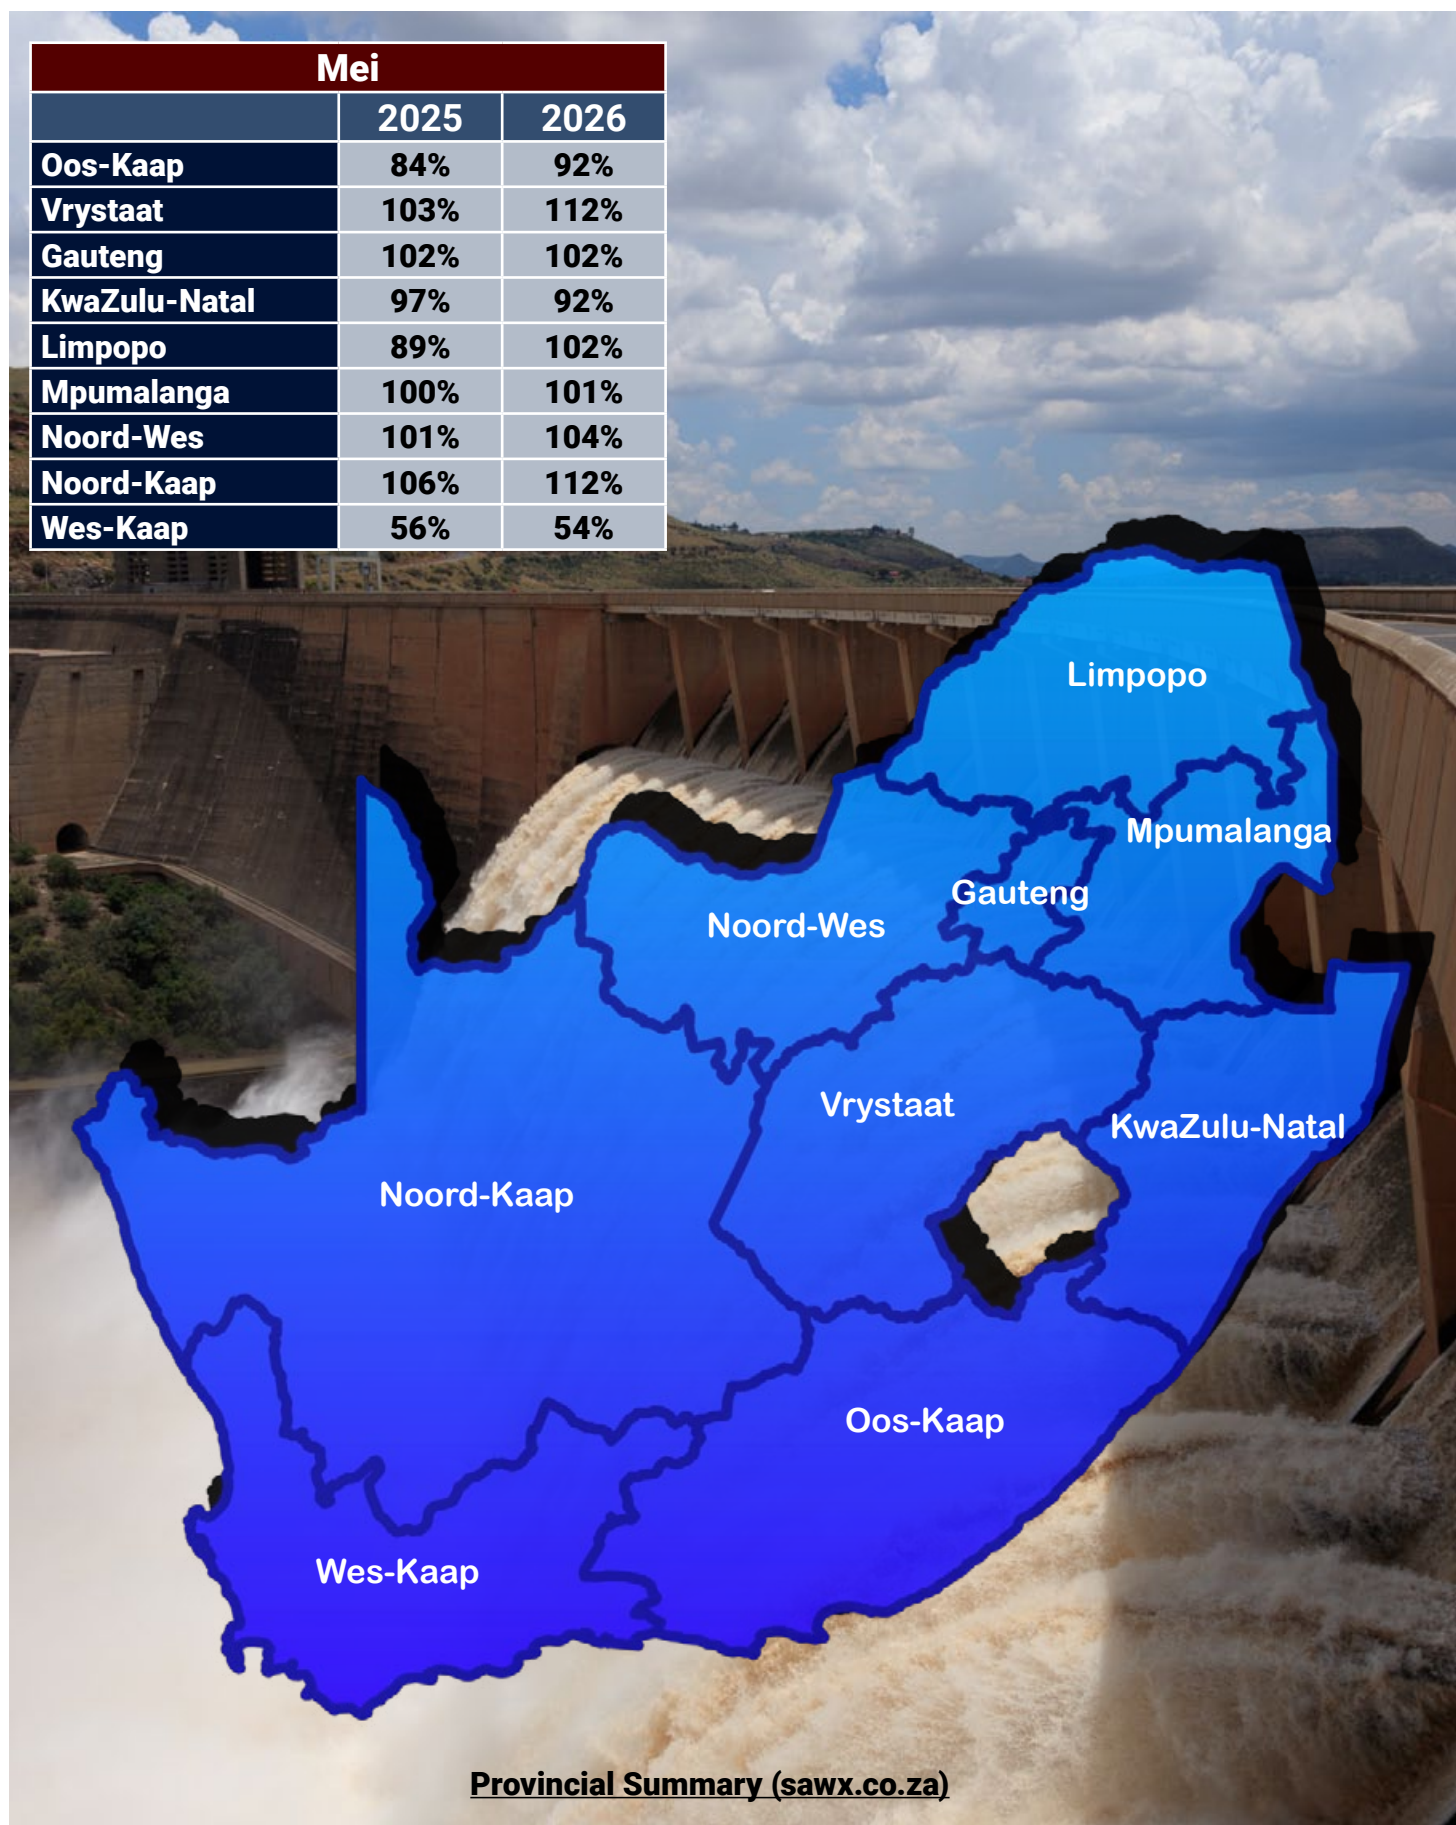 Mei
2025 2026
Oos-Kaap 84% 92%
Vrystaat 103% 112%
Gauteng 102% 102%
KwaZulu-Natal 97% 92%
Limpopo 89% 102%
Mpumalanga 100% 101%
Noord-Wes 101% 104%
Noord-Kaap 106% 112%
Wes-Kaap 56% 54%
Limpopo
Mpumalanga
Gauteng
Noord-Wes
Vrystaat
KwaZulu-Natal
Noord-Kaap
Oos-Kaap
Wes-Kaap
Provincial Summary (sawx.co.za)